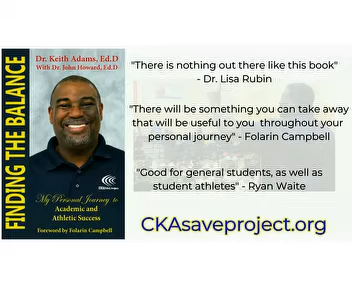 FINDING THE BALANCE
Dr. Keith Adams, Ed.D
With Dr. John Howard, Ed.D
My Personal Journey to
Academic and
Athletic Success
Foreword by Folarin Campbell
"There is nothing out there like this book"
- Dr. Lisa Rubin
"There will be something you can take away
that will be useful to you throughout your
personal journey" - Folarin Campbell
"Good for general students, as well as
student athletes" - Ryan Waite
CKAsaveproject.org